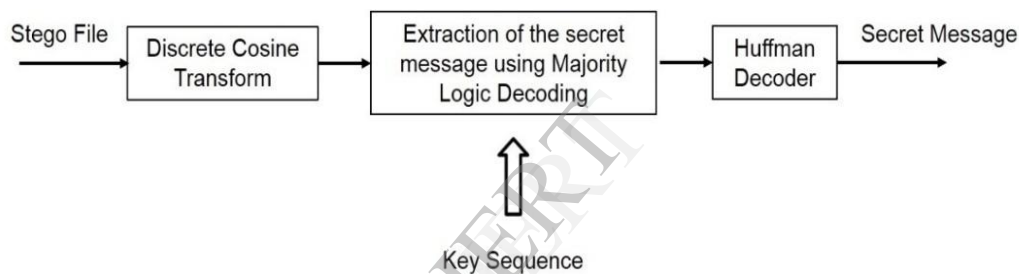 Stego File
Discrete Cosine
Transform
Extraction of the secret
message using Majority
Logic Decoding
Huffman
Decoder
Secret Message
Key Sequence
IJERT